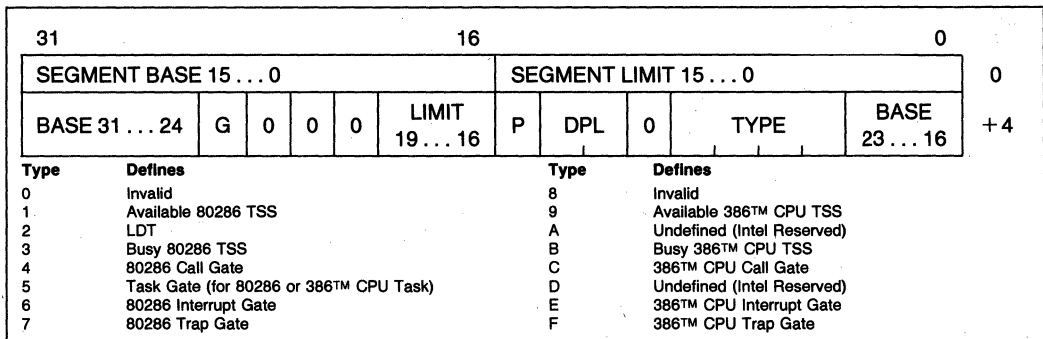 31 16 0
SEGMENT BASE 15 . . . 0 SEGMENT LIMIT 15 . . . 0 0
BASE 31 . . . 24 G 0 0 0 LIMIT 19 . . . 16 P DPL 0 TYPE BASE 23 . . . 16 +4
Type Defines Type Defines
0 Invalid 8 Invalid
1 Available 80286 TSS 9 Available 386™ CPU TSS
2 LDT A Undefined (Intel Reserved)
3 Busy 80286 TSS B Busy 386™ CPU TSS
4 80286 Call Gate C 386™ CPU Call Gate
5 Task Gate (for 80286 or 386™ CPU Task) D Undefined (Intel Reserved)
6 80286 Interrupt Gate E 386™ CPU Interrupt Gate
7 80286 Trap Gate F 386™ CPU Trap Gate